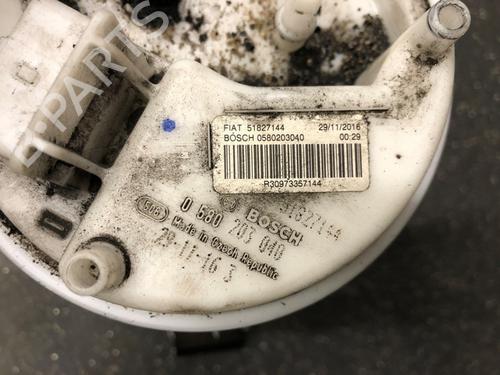 FIAT 51827144 29/11/2016
BOSCH 0580203040 00:29
R30973357144
51827144
BOSCH
0 580 203 040
Made in Czech Republic
29-11-16 3